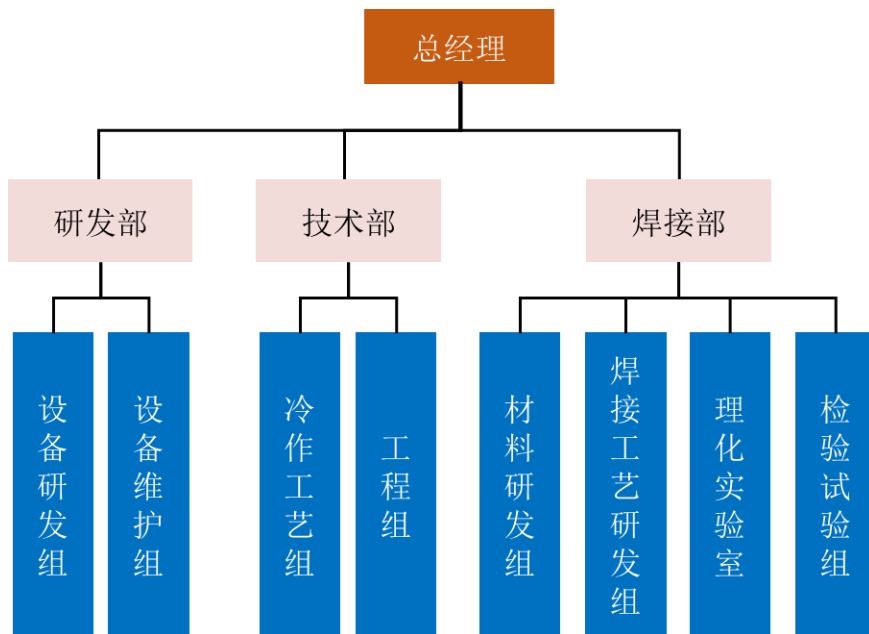 总经理
研发部
技术部
焊接部
设备研发组
设备维护组
冷作工艺组
工程组
材料研发组
焊接工艺研发组
理化实验室
检验试验组